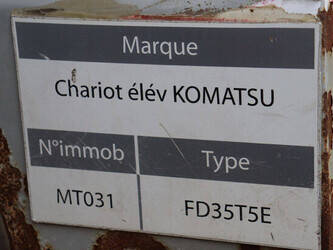 Marque
Chariot élév KOMATSU
N°immob Type
MT031 FD35T5E